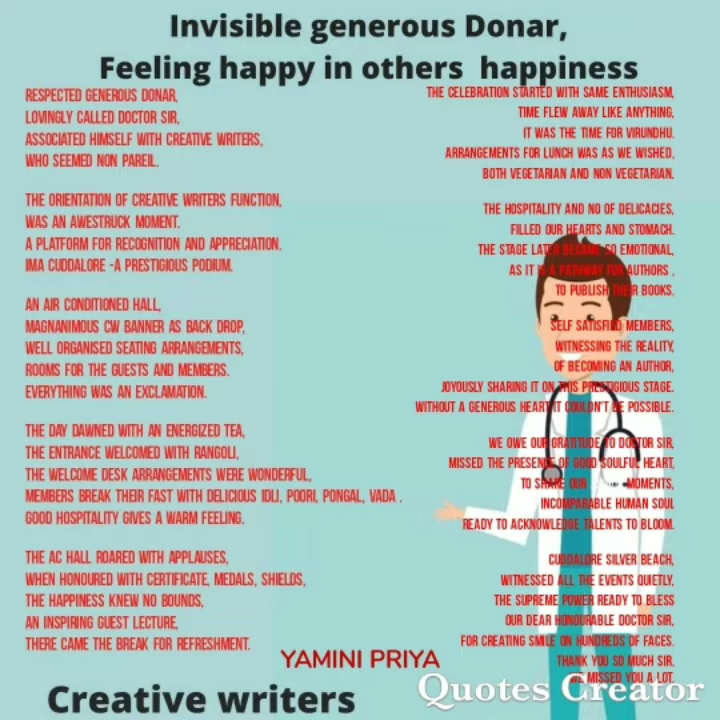 Invisible generous Donar,
Feeling happy in others happiness
RESPECTED GENEROUS DONAR,
LOVINGLY CALLED DOCTOR SIR,
ASSOCIATED HIMSELF WITH CREATIVE WRITERS,
WHO SEEMED NON PAREIL.
THE ORIENTATION OF CREATIVE WRITERS FUNCTION,
WAS AN AWESTRUCK MOMENT.
A PLATFORM FOR RECOGNITION AND APPRECIATION.
IMA CUDDALORE -A PRESTIGIOUS PODIUM.
AN AIR CONDITIONED HALL,
MAGNANIMOUS CW BANNER AS BACK DROP,
WELL ORGANISED SEATING ARRANGEMENTS,
ROOMS FOR THE GUESTS AND MEMBERS.
EVERYTHING WAS AN EXCLAMATION.
THE DAY DAWNED WITH AN ENERGIZED TEA,
THE ENTRANCE WELCOMED WITH RANGOLI,
THE WELCOME DESK ARRANGEMENTS WERE WONDERFUL,
MEMBERS BREAK THEIR FAST WITH DELICIOUS IDLI, POORI, PONGAL, VADA .
GOOD HOSPITALITY GIVES A WARM FEELING.
THE AC HALL ROARED WITH APPLAUSES,
WHEN HONOURED WITH CERTIFICATE, MEDALS, SHIELDS,
THE HAPPINESS KNEW NO BOUNDS,
AN INSPIRING GUEST LECTURE,
THERE CAME THE BREAK FOR REFRESHMENT.
THE CELEBRATION STARTED WITH SAME ENTHUSIASM,
TIME FLEW AWAY LIKE ANYTHING,
IT WAS THE TIME FOR VIRUNDHU.
ARRANGEMENTS FOR LUNCH WAS AS WE WISHED,
BOTH VEGETARIAN AND NON VEGETARIAN.
THE HOSPITALITY AND NO OF DELICACIES,
FILLED OUR HEARTS AND STOMACH.
THE STAGE LATER BECAME SO EMOTIONAL,
AS IT IS A PATHWAY FOR AUTHORS ,
TO PUBLISH THEIR BOOKS.
SELF SATISFIED MEMBERS,
WITNESSING THE REALITY,
OF BECOMING AN AUTHOR,
JOYOUSLY SHARING IT ON THIS PRESTIGIOUS STAGE.
WITHOUT A GENEROUS HEART IT COULDN'T BE POSSIBLE.
WE OWE OUR GRATITUDE TO DOCTOR SIR,
MISSED THE PRESENCE OF GOOD SOULFUL HEART,
TO SHARE OUR MOMENTS,
INCOMPARABLE HUMAN SOUL
READY TO ACKNOWLEDGE TALENTS TO BLOOM.
CUDDALORE SILVER BEACH,
WITNESSED ALL THE EVENTS QUIETLY,
THE SUPREME POWER READY TO BLESS
OUR DEAR HONOURABLE DOCTOR SIR,
FOR CREATING SMILE ON HUNDREDS OF FACES.
THANK YOU SO MUCH SIR.
WE MISSED YOU A LOT.
YAMINI PRIYA
Creative writers
Quotes Creator